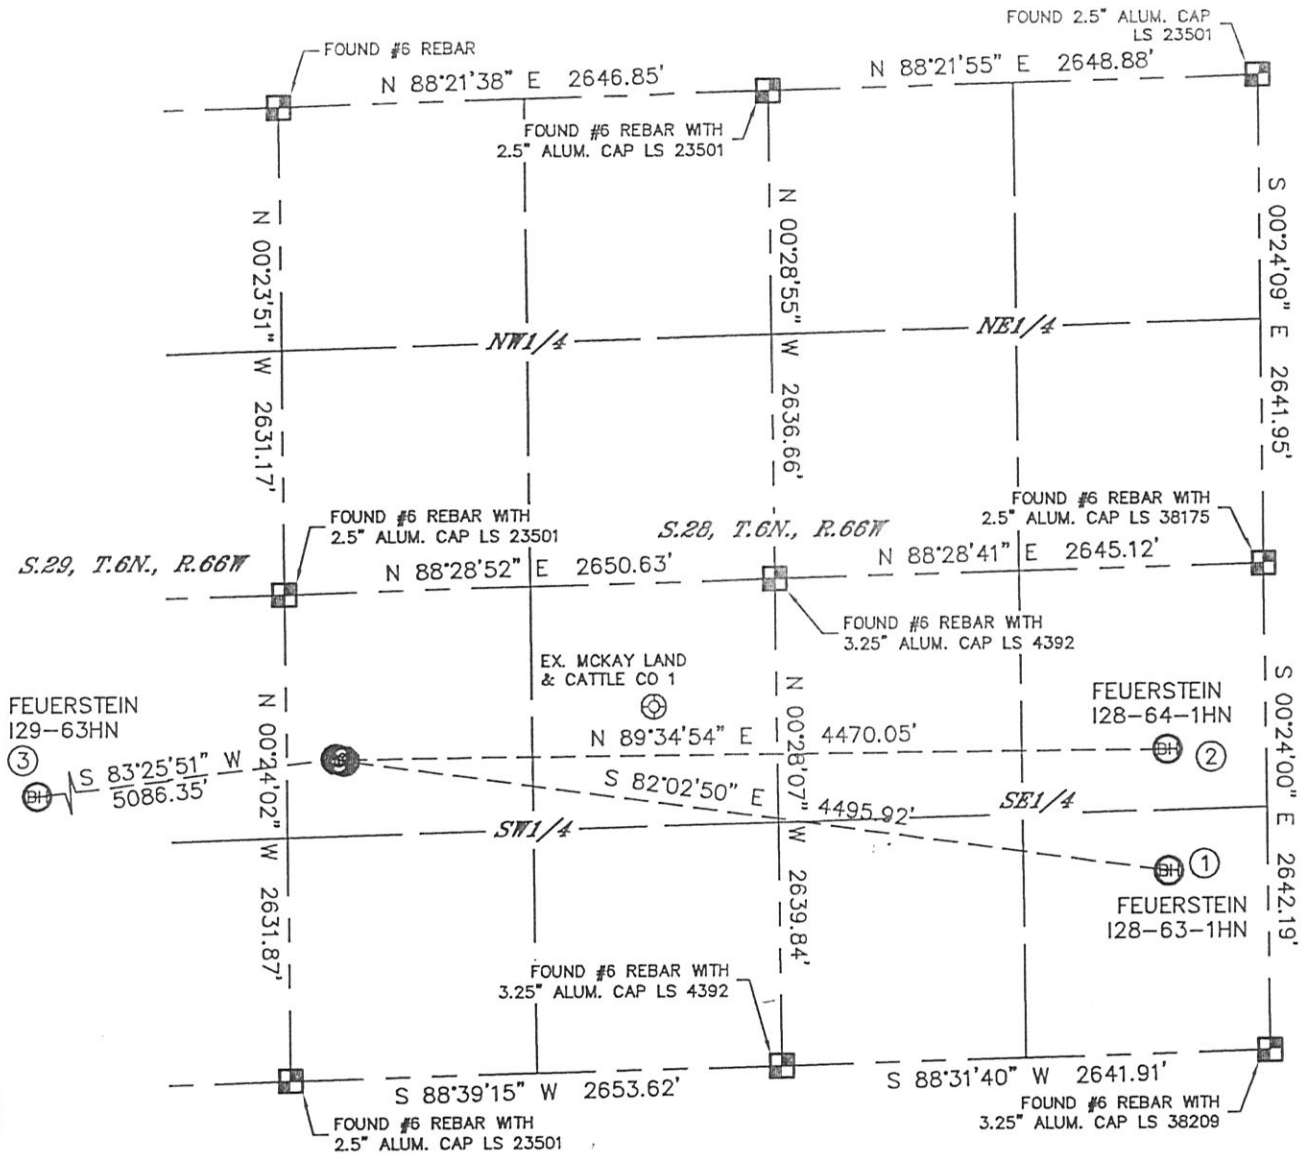 FOUND 2.5" ALUM. CAP
LS 23501
FOUND #6 REBAR
N 88°21'38" E 2646.85'
N 88°21'55" E 2648.88'
FOUND #6 REBAR WITH
2.5" ALUM. CAP LS 23501
N 00°23'51" W 2631.17'
N 00°28'55" W 2636.66'
S 00°24'09" E 2641.95'
NW1/4
NE1/4
FOUND #6 REBAR WITH
2.5" ALUM. CAP LS 23501
FOUND #6 REBAR WITH
2.5" ALUM. CAP LS 38175
S.29, T.6N., R.66W
S.28, T.6N., R.66W
N 88°28'52" E 2650.63'
N 88°28'41" E 2645.12'
FOUND #6 REBAR WITH
3.25" ALUM. CAP LS 4392
EX. MCKAY LAND
& CATTLE CO 1
FEUERSTEIN
I29-63HN
3
BH
S 83°25'51" W
5086.35'
N 00°24'02" W 2631.87'
N 89°34'54" E 4470.05'
S 82°02'50" E 4495.92'
N 00°28'07" W 2639.84'
FEUERSTEIN
I28-64-1HN
BH
2
S 00°24'00" E 2642.19'
SW1/4
SE1/4
BH
1
FEUERSTEIN
I28-63-1HN
FOUND #6 REBAR WITH
3.25" ALUM. CAP LS 4392
S 88°39'15" W 2653.62'
S 88°31'40" W 2641.91'
FOUND #6 REBAR WITH
3.25" ALUM. CAP LS 38209
FOUND #6 REBAR WITH
2.5" ALUM. CAP LS 23501